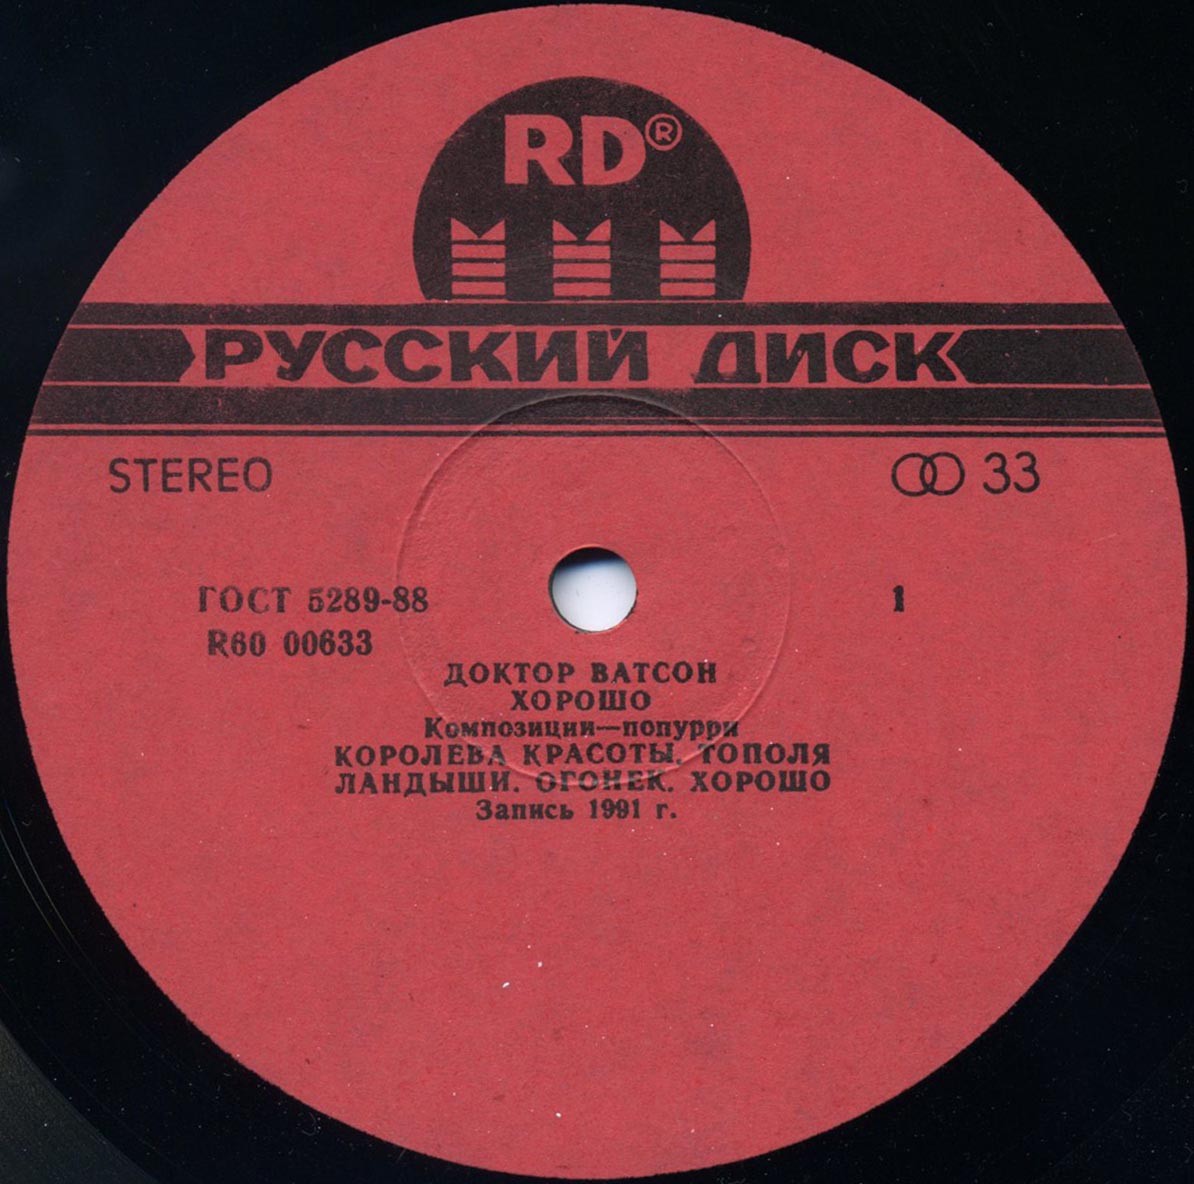 RD®
РУССКИЙ ДИСК
STEREO
33
ГОСТ 5289-88
1
R60 00633
ДОКТОР ВАТСОН
ХОРОШО
Композиции—попурри
КОРОЛЕВА КРАСОТЫ. ТОПОЛЯ
ЛАНДЫШИ. ОГОНЕК. ХОРОШО
Запись 1991 г.